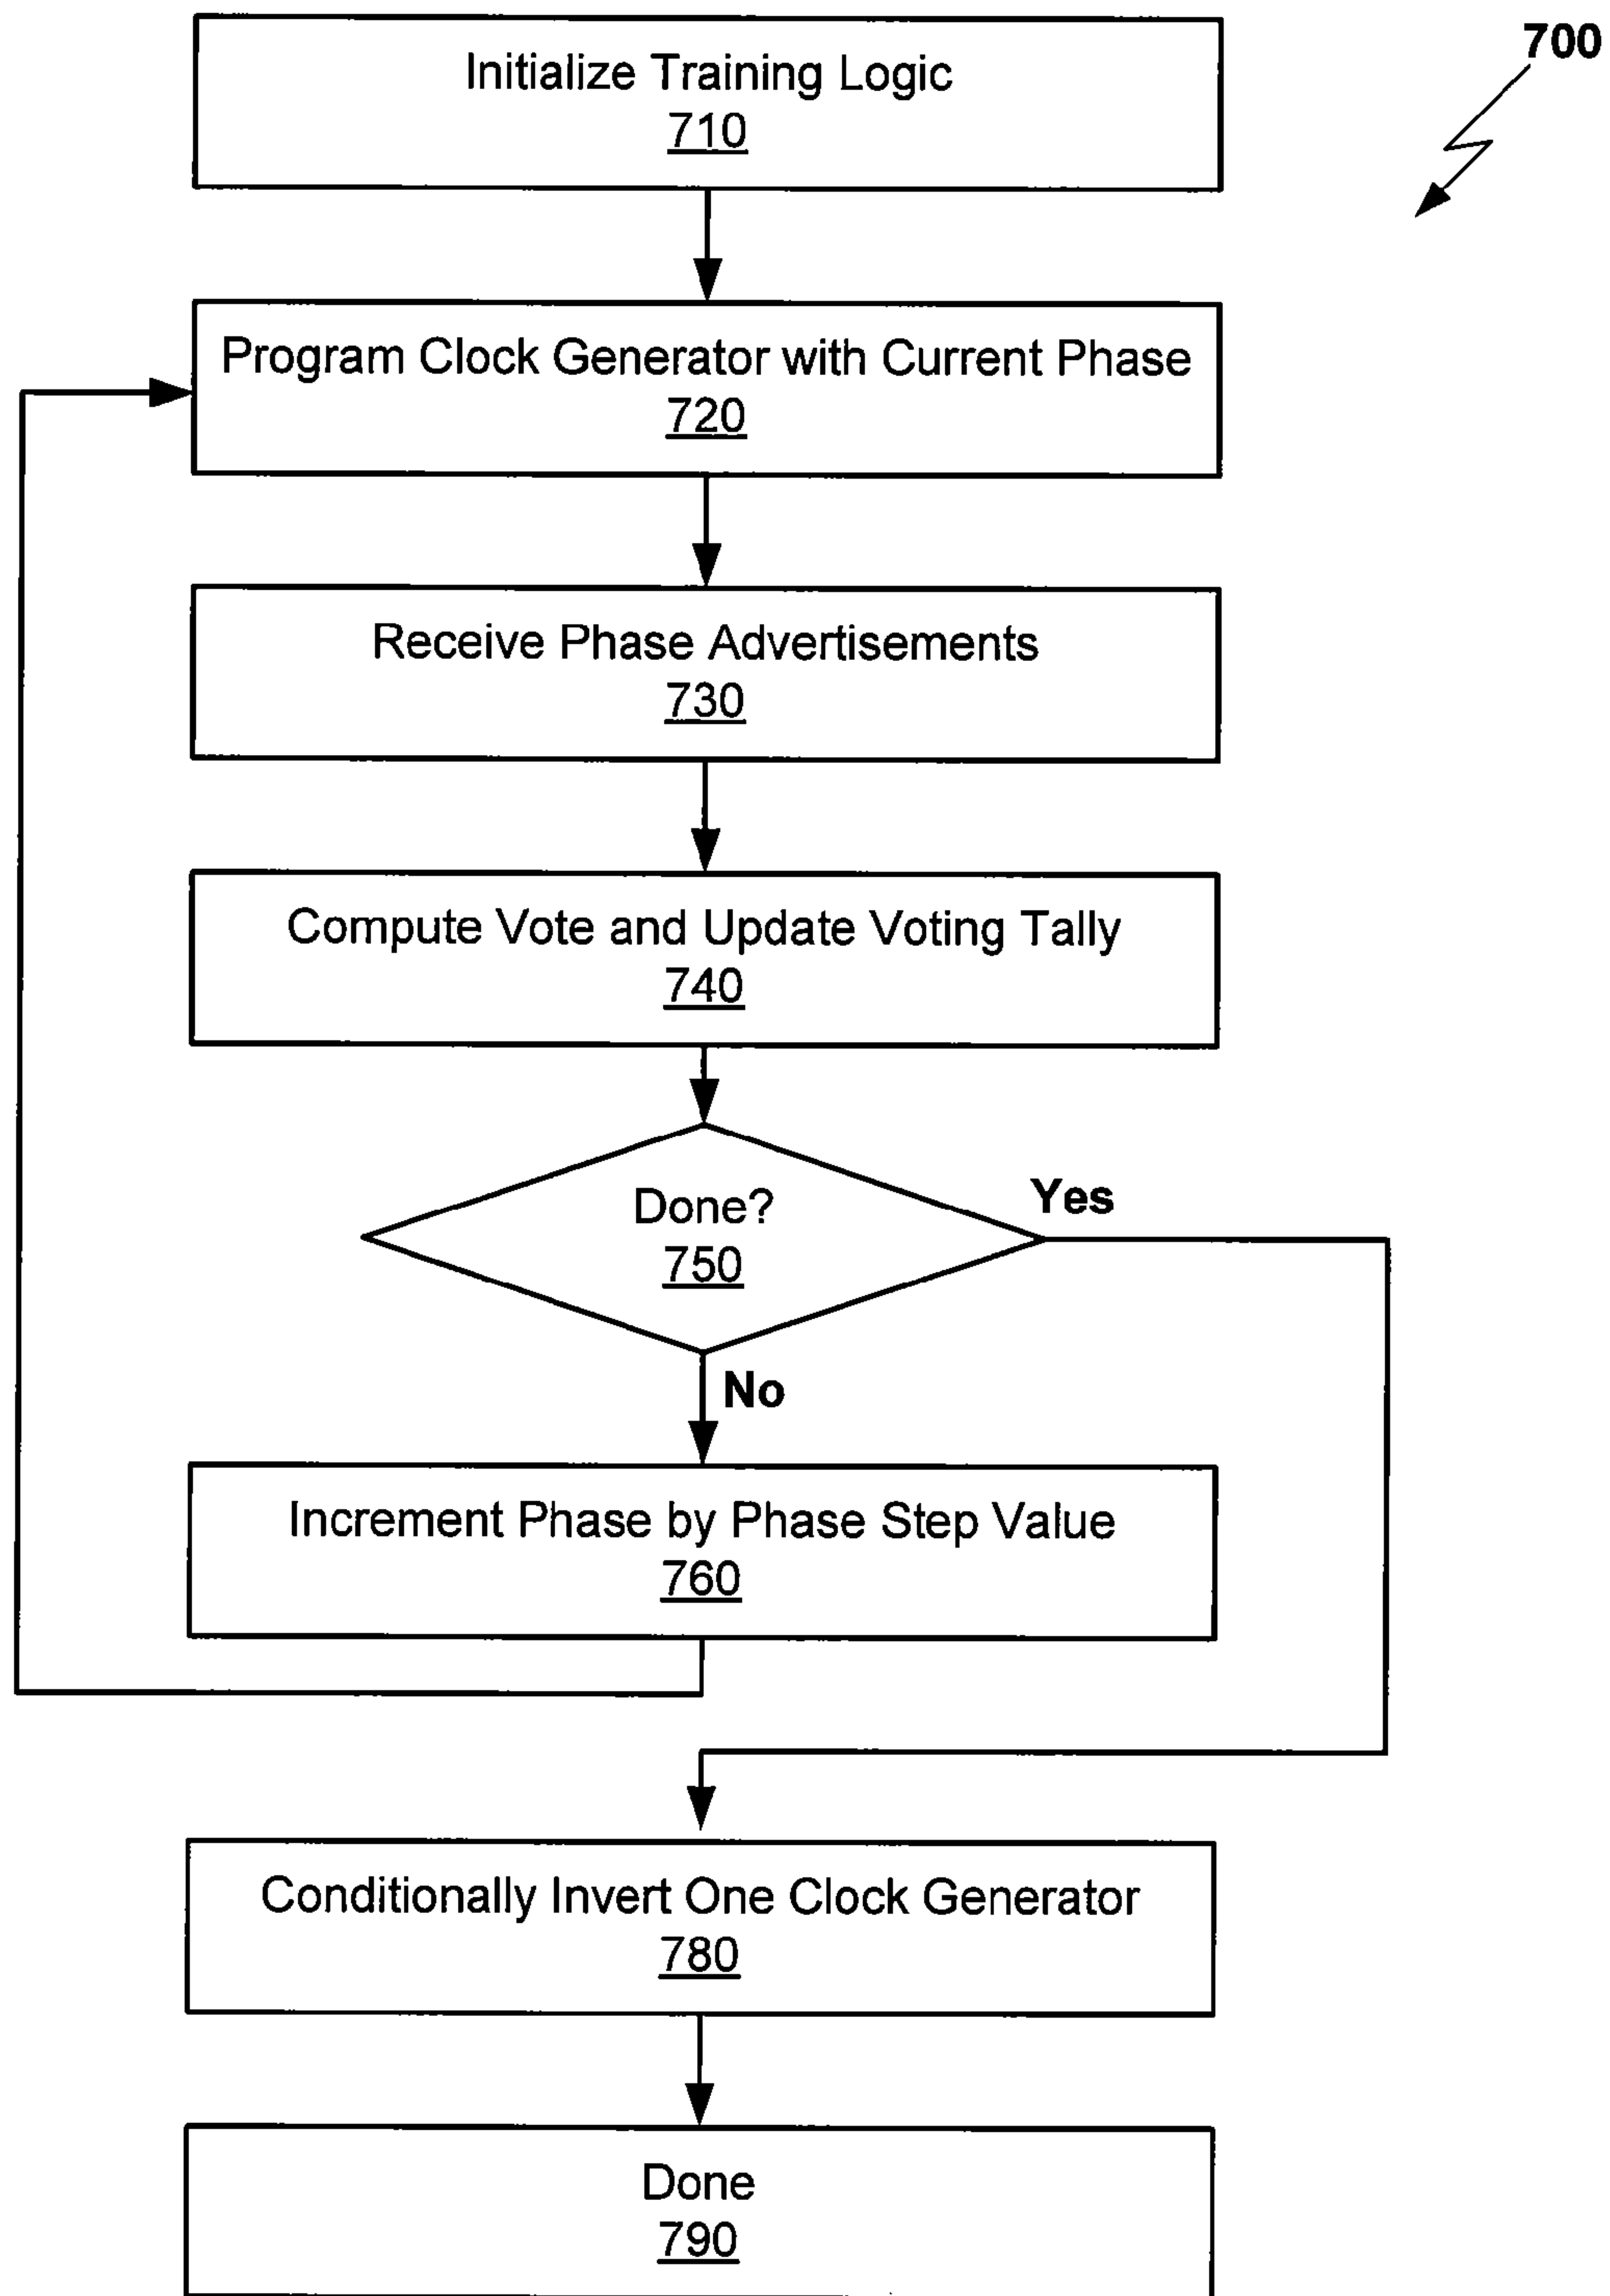 700
Initialize Training Logic
710
Program Clock Generator with Current Phase
720
Receive Phase Advertisements
730
Compute Vote and Update Voting Tally
740
Done?
750
Yes
No
Increment Phase by Phase Step Value
760
Conditionally Invert One Clock Generator
780
Done
790